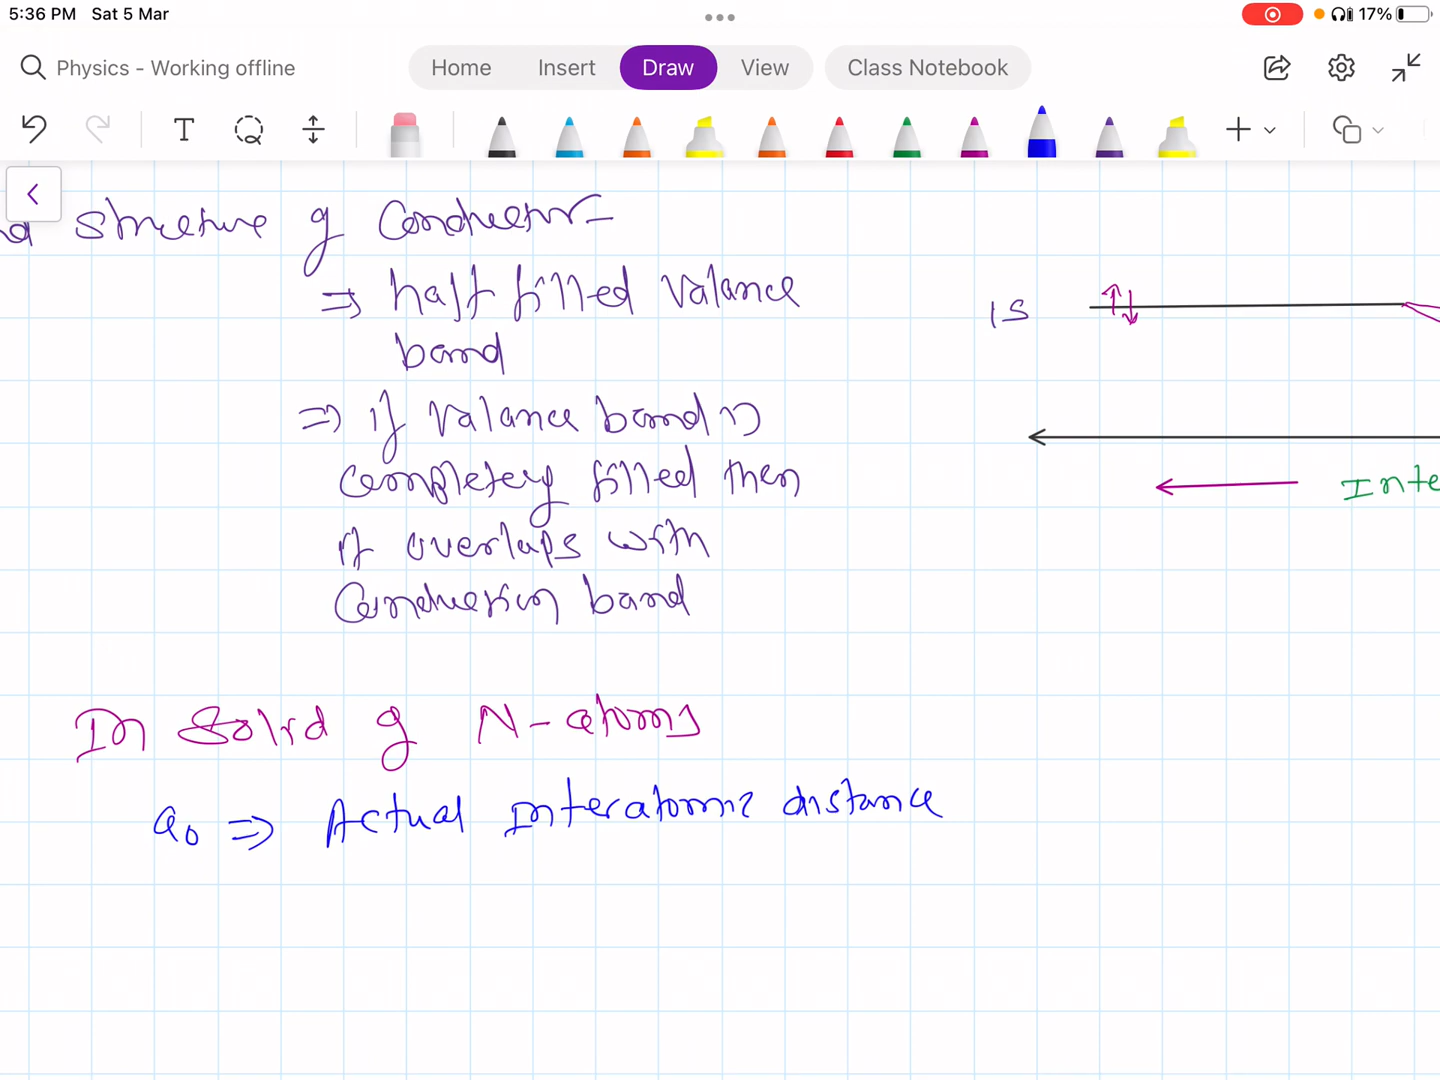 5:36 PM Sat 5 Mar
17%
Physics - Working offline
Home Insert Draw View Class Notebook
T
structure of Conductor -
⇒ half filled valance
band
⇒ if valance band is
completely filled then
it overlaps with
Conduction band
1S
Inte
In Solid of N-atoms
a₀ ⇒ Actual Interatomic distance